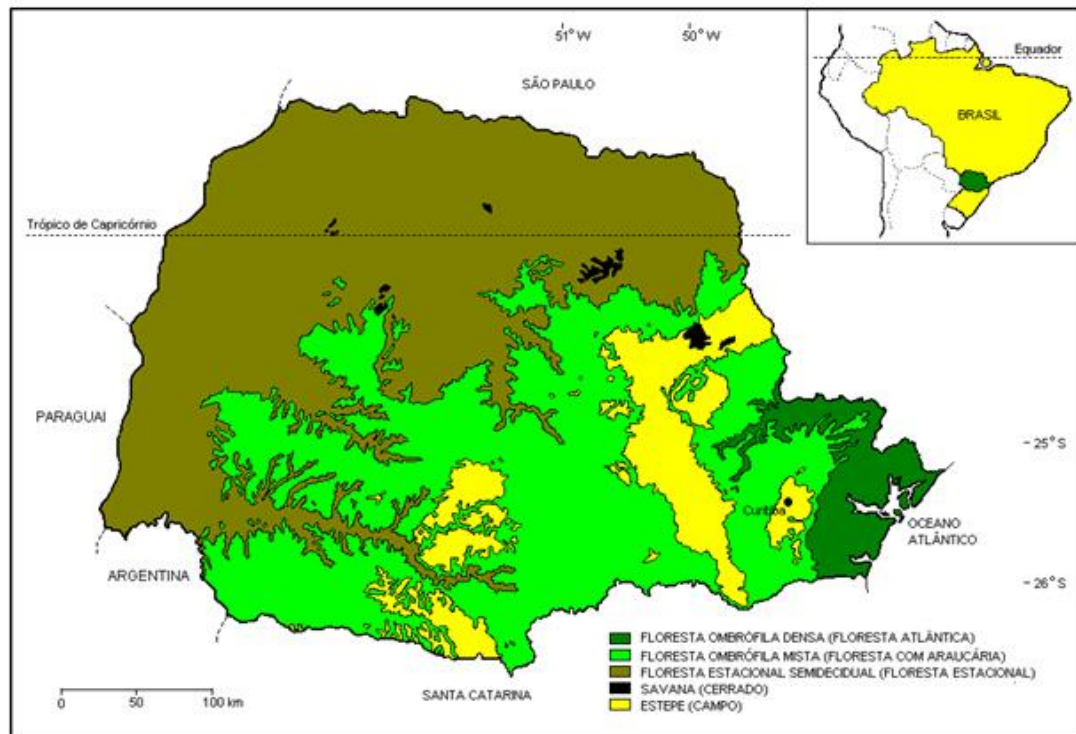 51° W
50° W
SÃO PAULO
Equador
BRASIL
Trópico de Capricórnio
PARAGUAI
- 25° S
Curitiba
OCEANO
ATLÂNTICO
ARGENTINA
- 26° S
FLORESTA OMBRÓFILA DENSA (FLORESTA ATLÂNTICA)
FLORESTA OMBRÓFILA MISTA (FLORESTA COM ARAUCÁRIA)
FLORESTA ESTACIONAL SEMIDECIDUAL (FLORESTA ESTACIONAL)
SAVANA (CERRADO)
ESTEPE (CAMPO)
SANTA CATARINA
0 50 100 km